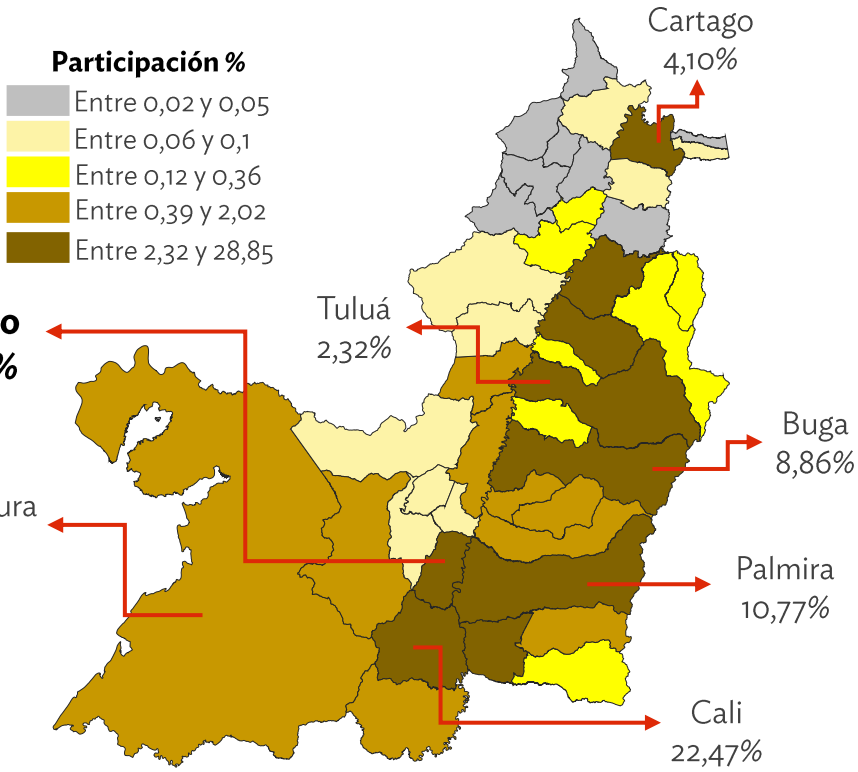 Cartago
4,10%
Participación %
Entre 0,02 y 0,05
Entre 0,06 y 0,1
Entre 0,12 y 0,36
Entre 0,39 y 2,02
Entre 2,32 y 28,85
o
%
Tuluá
2,32%
Buga
8,86%
ura
Palmira
10,77%
Cali
22,47%